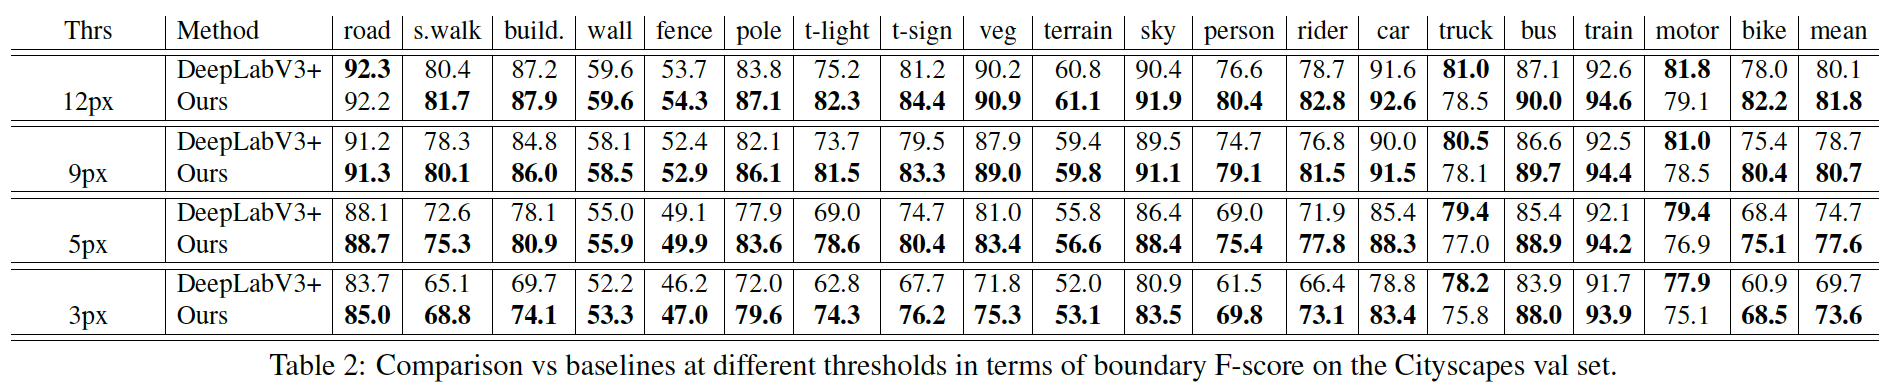 Thrs Method road s.walk build. wall fence pole t-light t-sign veg terrain sky person rider car truck bus train motor bike mean
DeepLabV3+ 92.3 80.4 87.2 59.6 53.7 83.8 75.2 81.2 90.2 60.8 90.4 76.6 78.7 91.6 81.0 87.1 92.6 81.8 78.0 80.1
12px Ours 92.2 81.7 87.9 59.6 54.3 87.1 82.3 84.4 90.9 61.1 91.9 80.4 82.8 92.6 78.5 90.0 94.6 79.1 82.2 81.8
DeepLabV3+ 91.2 78.3 84.8 58.1 52.4 82.1 73.7 79.5 87.9 59.4 89.5 74.7 76.8 90.0 80.5 86.6 92.5 81.0 75.4 78.7
9px Ours 91.3 80.1 86.0 58.5 52.9 86.1 81.5 83.3 89.0 59.8 91.1 79.1 81.5 91.5 78.1 89.7 94.4 78.5 80.4 80.7
DeepLabV3+ 88.1 72.6 78.1 55.0 49.1 77.9 69.0 74.7 81.0 55.8 86.4 69.0 71.9 85.4 79.4 85.4 92.1 79.4 68.4 74.7
5px Ours 88.7 75.3 80.9 55.9 49.9 83.6 78.6 80.4 83.4 56.6 88.4 75.4 77.8 88.3 77.0 88.9 94.2 76.9 75.1 77.6
DeepLabV3+ 83.7 65.1 69.7 52.2 46.2 72.0 62.8 67.7 71.8 52.0 80.9 61.5 66.4 78.8 78.2 83.9 91.7 77.9 60.9 69.7
3px Ours 85.0 68.8 74.1 53.3 47.0 79.6 74.3 76.2 75.3 53.1 83.5 69.8 73.1 83.4 75.8 88.0 93.9 75.1 68.5 73.6
Table 2: Comparison vs baselines at different thresholds in terms of boundary F-score on the Cityscapes val set.